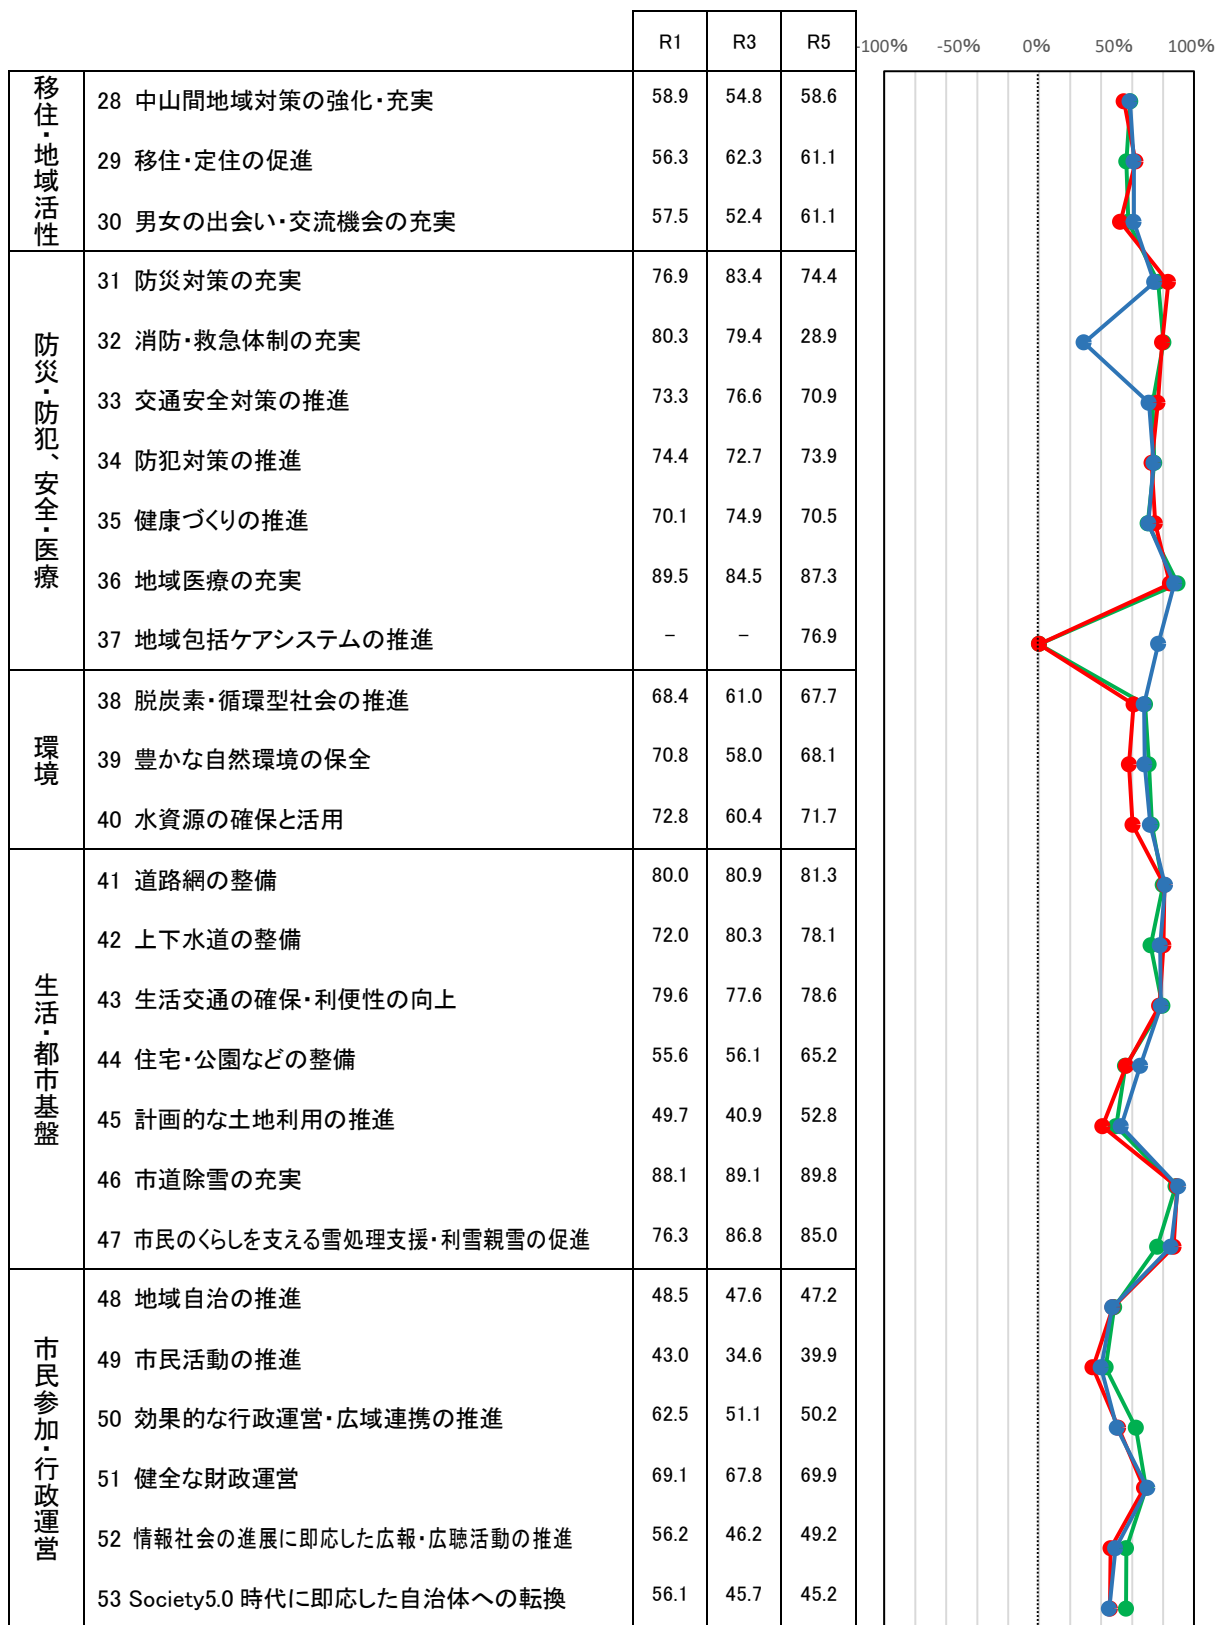 R1 R3 R5 -100% -50% 0% 50% 100%
移住・地域活性
28 中山間地域対策の強化・充実 58.9 54.8 58.6
29 移住・定住の促進 56.3 62.3 61.1
30 男女の出会い・交流機会の充実 57.5 52.4 61.1
防災・防犯、安全・医療
31 防災対策の充実 76.9 83.4 74.4
32 消防・救急体制の充実 80.3 79.4 28.9
33 交通安全対策の推進 73.3 76.6 70.9
34 防犯対策の推進 74.4 72.7 73.9
35 健康づくりの推進 70.1 74.9 70.5
36 地域医療の充実 89.5 84.5 87.3
37 地域包括ケアシステムの推進 － － 76.9
環境
38 脱炭素・循環型社会の推進 68.4 61.0 67.7
39 豊かな自然環境の保全 70.8 58.0 68.1
40 水資源の確保と活用 72.8 60.4 71.7
生活・都市基盤
41 道路網の整備 80.0 80.9 81.3
42 上下水道の整備 72.0 80.3 78.1
43 生活交通の確保・利便性の向上 79.6 77.6 78.6
44 住宅・公園などの整備 55.6 56.1 65.2
45 計画的な土地利用の推進 49.7 40.9 52.8
46 市道除雪の充実 88.1 89.1 89.8
47 市民のくらしを支える雪処理支援・利雪親雪の促進 76.3 86.8 85.0
市民参加・行政運営
48 地域自治の推進 48.5 47.6 47.2
49 市民活動の推進 43.0 34.6 39.9
50 効果的な行政運営・広域連携の推進 62.5 51.1 50.2
51 健全な財政運営 69.1 67.8 69.9
52 情報社会の進展に即応した広報・広聴活動の推進 56.2 46.2 49.2
53 Society5.0 時代に即応した自治体への転換 56.1 45.7 45.2